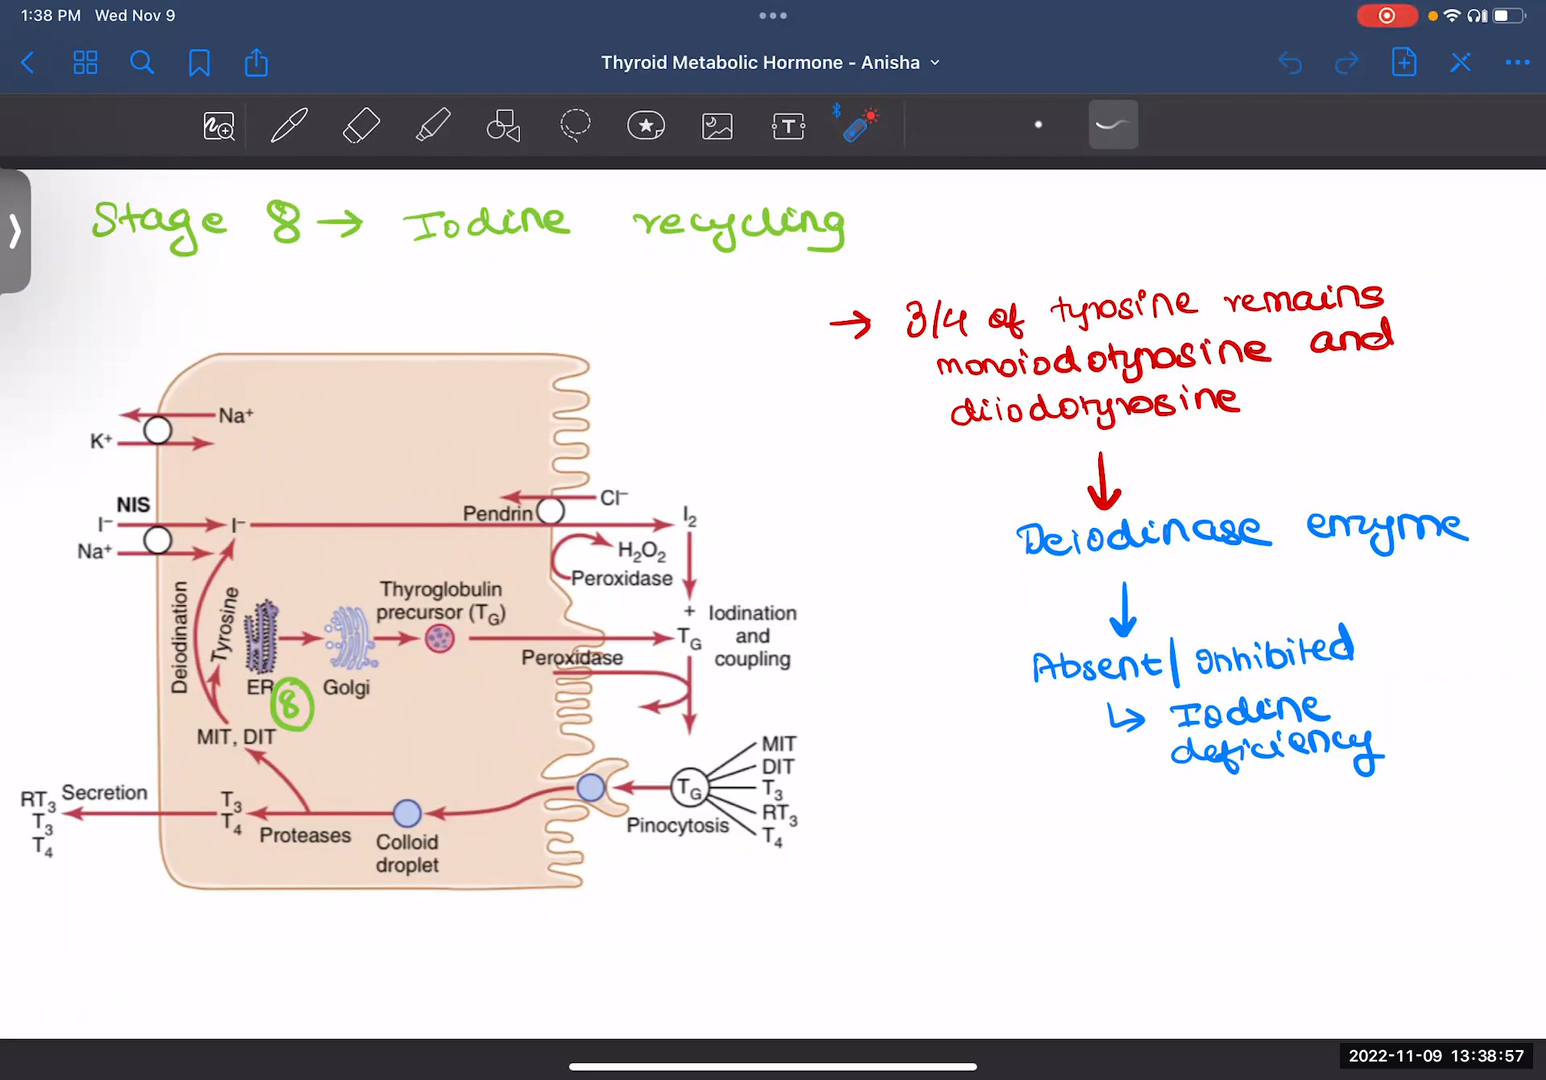 1:38 PM Wed Nov 9
Thyroid Metabolic Hormone - Anisha
Stage 8 → Iodine recycling
→ 3/4 of tyrosine remains
monoiodotyrosine and
diiodotyrosine
Deiodinase enzyme
Absent/Inhibited
↳ Iodine
deficiency
Na+
K+
NIS
I−
I−
Na+
Pendrin
Cl−
I2
H2O2
Peroxidase
Thyroglobulin
precursor (TG)
+
TG
Iodination
and
coupling
Peroxidase
Deiodination
Tyrosine
ER
8
Golgi
MIT, DIT
MIT
DIT
T3
RT3
T4
TG
Pinocytosis
Colloid
droplet
Proteases
T3
T4
Secretion
RT3
T3
T4
2022-11-09 13:38:57